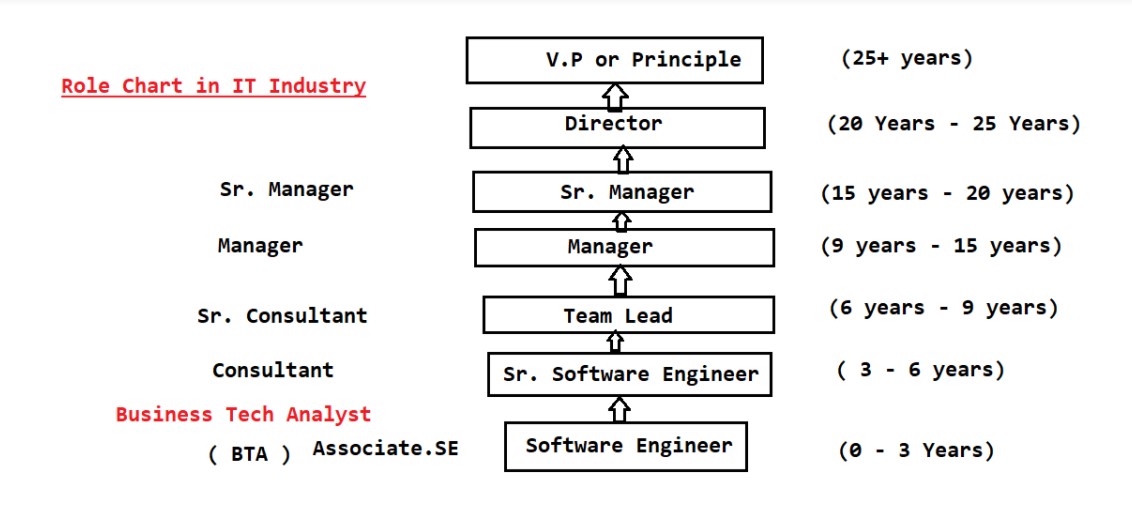 V.P or Principle (25+ years)
Role Chart in IT Industry
Director (20 Years - 25 Years)
Sr. Manager Sr. Manager (15 years - 20 years)
Manager Manager (9 years - 15 years)
Sr. Consultant Team Lead (6 years - 9 years)
Consultant Sr. Software Engineer ( 3 - 6 years)
Business Tech Analyst
( BTA ) Associate.SE Software Engineer (0 - 3 Years)